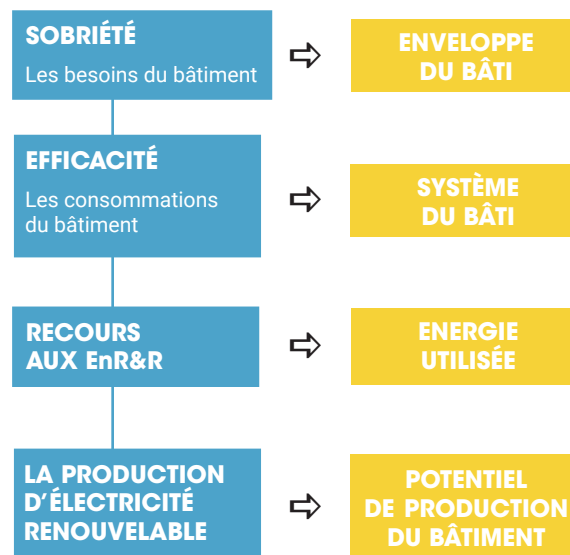 SOBRIÉTÉ
Les besoins du bâtiment
ENVELOPPE
DU BÂTI
EFFICACITÉ
Les consommations
du bâtiment
SYSTÈME
DU BÂTI
RECOURS
AUX EnR&R
ENERGIE
UTILISÉE
LA PRODUCTION
D'ÉLECTRICITÉ
RENOUVELABLE
POTENTIEL
DE PRODUCTION
DU BÂTIMENT